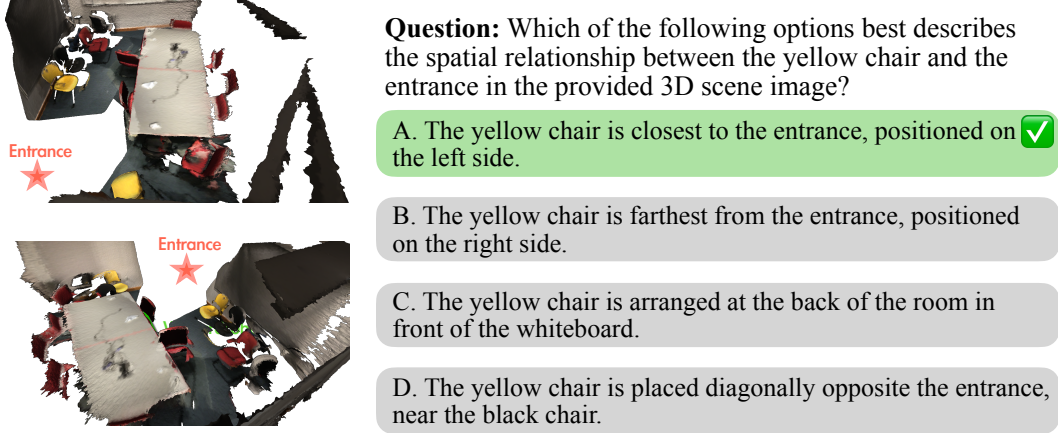 Entrance
Entrance
Question: Which of the following options best describes
the spatial relationship between the yellow chair and the
entrance in the provided 3D scene image?
A. The yellow chair is closest to the entrance, positioned on
the left side.
B. The yellow chair is farthest from the entrance, positioned
on the right side.
C. The yellow chair is arranged at the back of the room in
front of the whiteboard.
D. The yellow chair is placed diagonally opposite the entrance,
near the black chair.